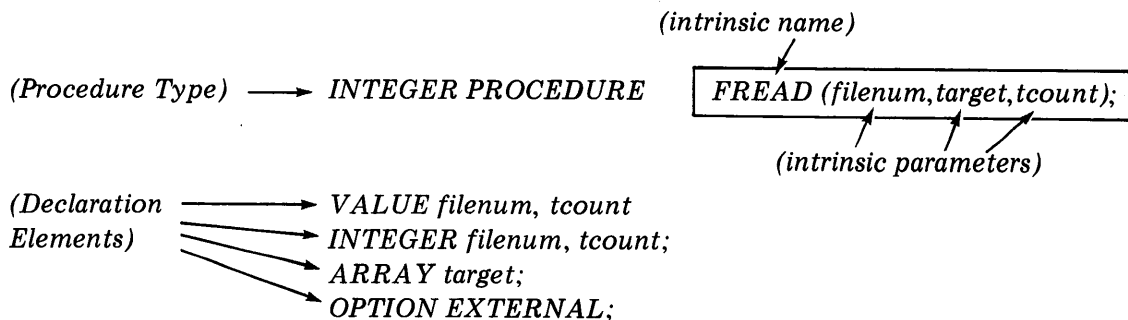 (intrinsic name)
(Procedure Type) INTEGER PROCEDURE FREAD (filenum,target,tcount);
(intrinsic parameters)
(Declaration VALUE filenum, tcount
Elements) INTEGER filenum, tcount;
ARRAY target;
OPTION EXTERNAL;